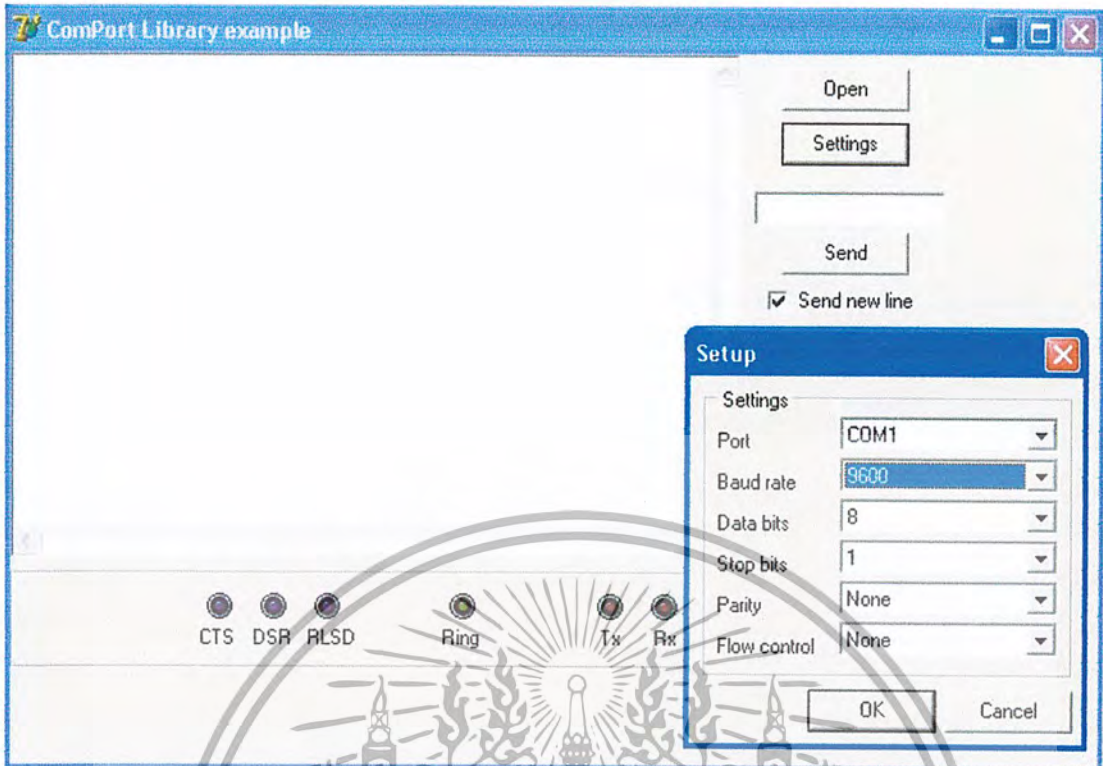 ComPort Library example
Open
Settings
Send
Send new line
Setup
Settings
Port COM1
Baud rate 9600
Data bits 8
Stop bits 1
Parity None
Flow control None
OK Cancel
CTS DSR RLSD Ring Tx Rx